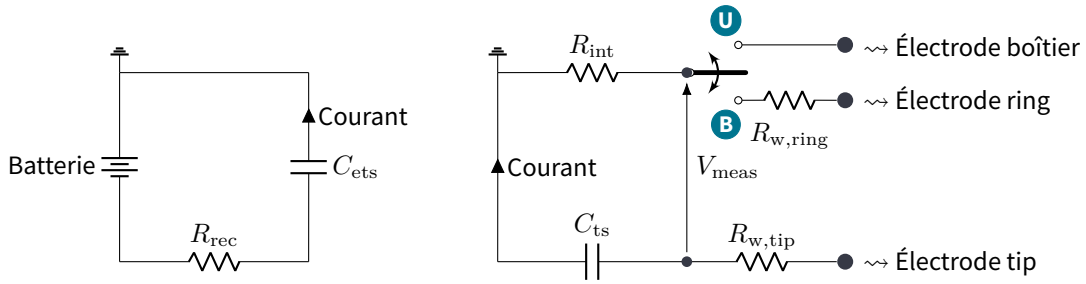 Batterie
Courant
C_ets
R_rec
R_int
Courant
C_ts
V_meas
U
B
R_w,ring
R_w,tip
⇝ Électrode boîtier
⇝ Électrode ring
⇝ Électrode tip